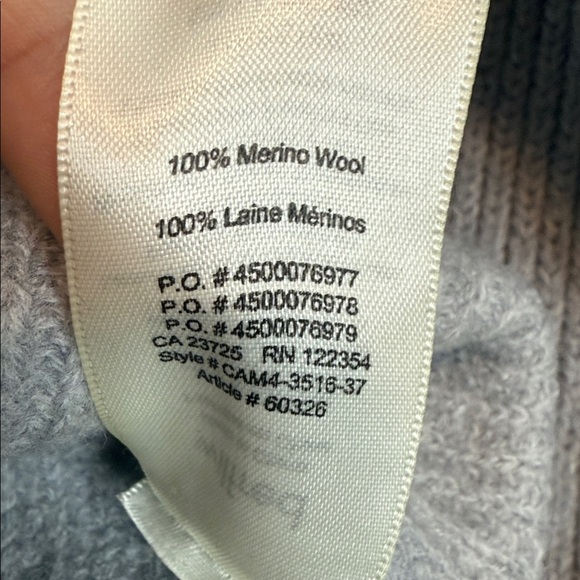 100% Merino Wool
100% Laine Mérinos
P.O. # 4500076977
P.O. # 4500076978
P.O. # 4500076979
CA 23725 RN 122354
Style # CAM4-3516-37
Article # 60326